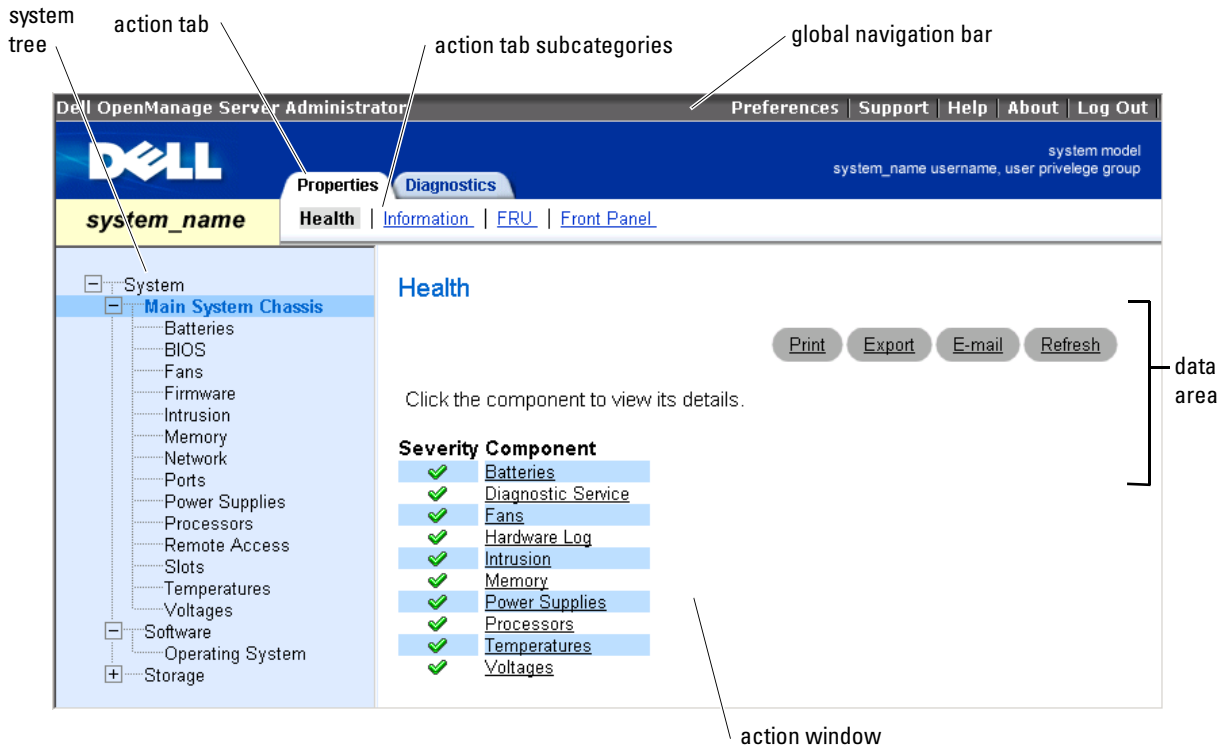 system tree
action tab
action tab subcategories
global navigation bar
Dell OpenManage Server Administrator
Preferences | Support | Help | About | Log Out |
DELL
system model
system_name username, user privelege group
Properties
Diagnostics
system_name
Health | Information | FRU | Front Panel
System
Main System Chassis
Batteries
BIOS
Fans
Firmware
Intrusion
Memory
Network
Ports
Power Supplies
Processors
Remote Access
Slots
Temperatures
Voltages
Software
Operating System
Storage
Health
Print
Export
E-mail
Refresh
data area
Click the component to view its details.
Severity Component
Batteries
Diagnostic Service
Fans
Hardware Log
Intrusion
Memory
Power Supplies
Processors
Temperatures
Voltages
action window